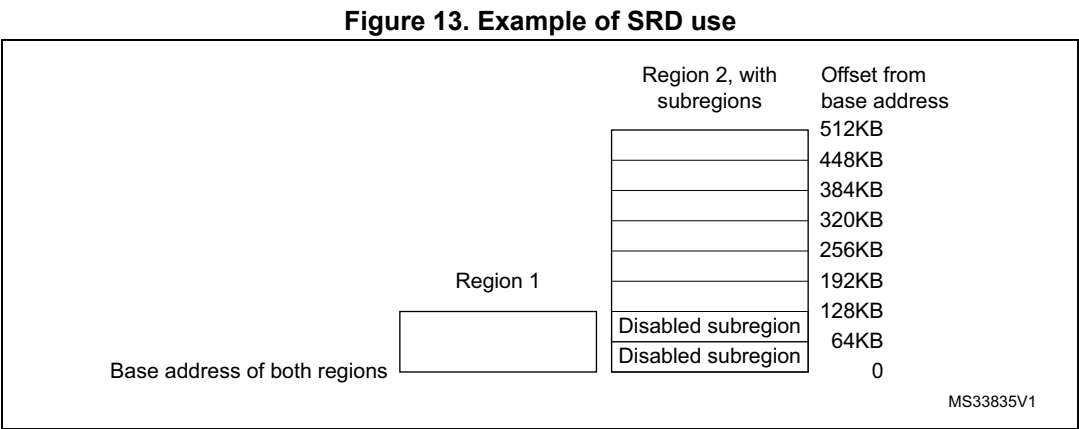 Figure 13. Example of SRD use
Region 2, with
subregions
Offset from
base address
512KB
448KB
384KB
320KB
256KB
Region 1
192KB
128KB
Disabled subregion
64KB
Disabled subregion
Base address of both regions
0
MS33835V1